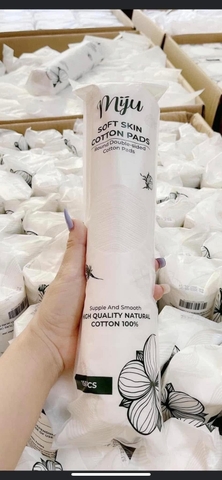 Miju
SOFT SKIN
COTTON PADS
Round Double-sided
Cotton Pads
Supple And Smooth
HIGH QUALITY NATURAL
COTTON 100%